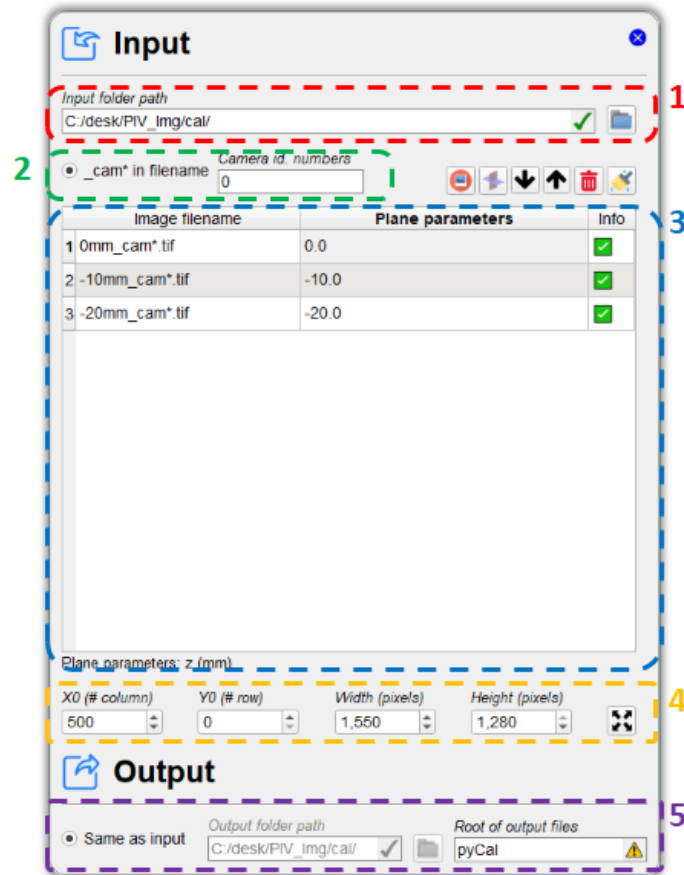 Input
1
Input folder path
C:/desk/PIV_Img/cal/
2
_cam* in filename
Camera id. numbers
0
3
Image filename Plane parameters Info
1 0mm_cam*.tif 0.0
2 -10mm_cam*.tif -10.0
3 -20mm_cam*.tif -20.0
Plane parameters: z (mm)
4
X0 (# column) Y0 (# row) Width (pixels) Height (pixels)
500 0 1,550 1,280
Output
5
Same as input
Output folder path Root of output files
C:/desk/PIV_Img/cal/ pyCal